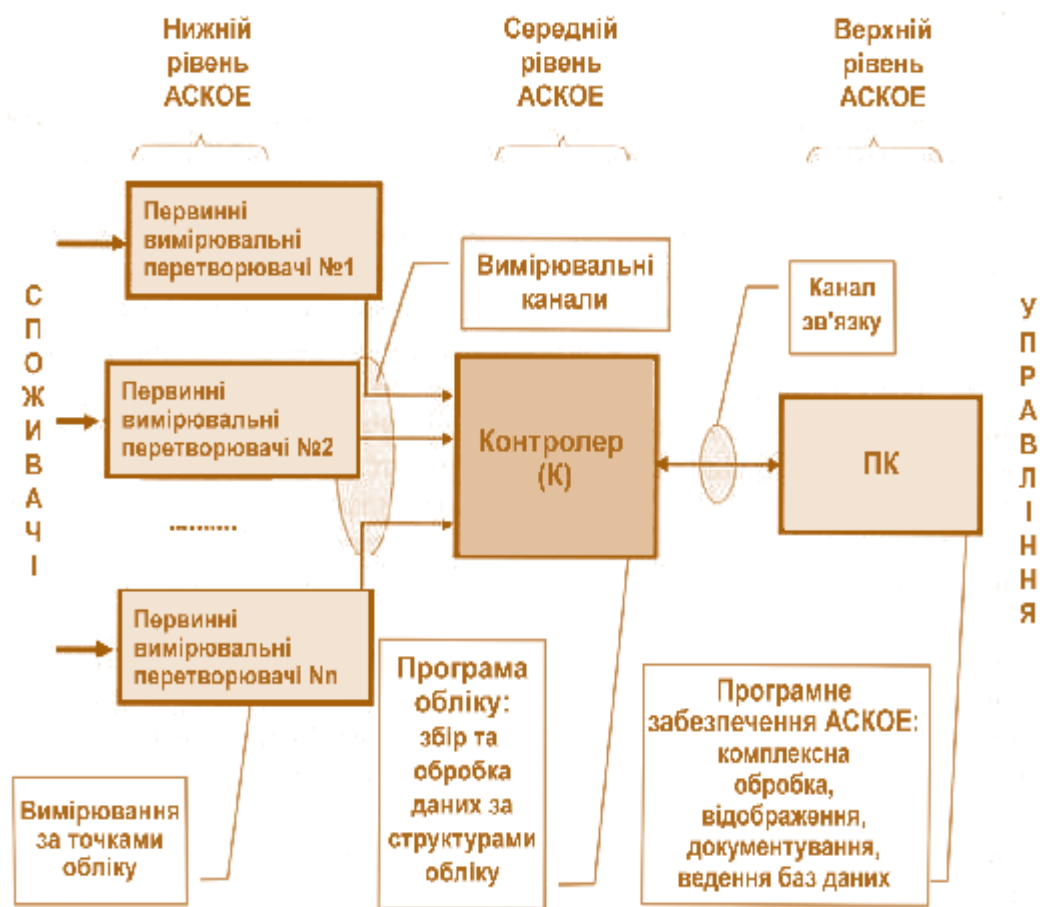 Нижній
рівень
АСКОЕ
Середній
рівень
АСКОЕ
Верхній
рівень
АСКОЕ
СПОЖИВАЧІ
Первинні
вимірювальні
перетворювачі №1
Вимірювальні
канали
Канал
зв'язку
УПРАВЛІННЯ
Первинні
вимірювальні
перетворювачі №2
Контролер
(К)
ПК
..........
Первинні
вимірювальні
перетворювачі Nn
Вимірювання
за точками
обліку
Програма
обліку:
збір та
обробка
даних за
структурами
обліку
Програмне
забезпечення АСКОЕ:
комплексна
обробка,
відображення,
документування,
ведення баз даних